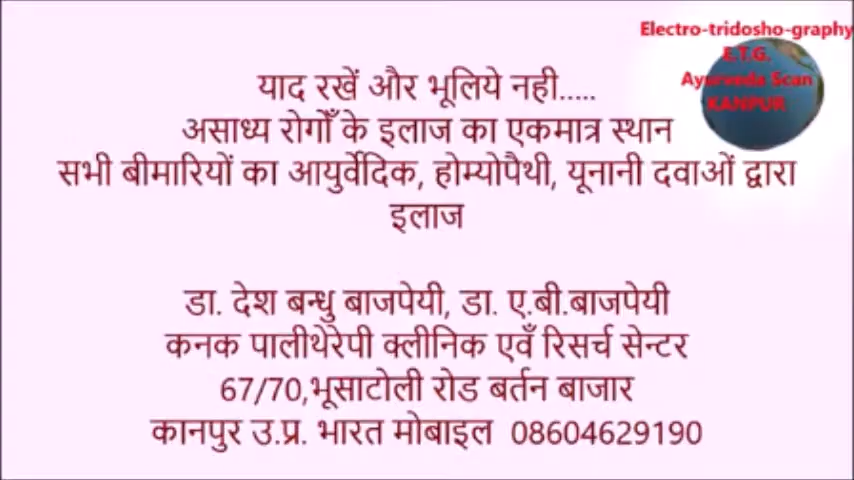 Electro-tridosho-graphy
E.T.G.
Ayurveda Scan
KANPUR
याद रखें और भूलिये नही.....
असाध्य रोगोँ के इलाज का एकमात्र स्थान
सभी बीमारियों का आयुर्वेदिक, होम्योपैथी, यूनानी दवाओं द्वारा
इलाज
डा. देश बन्धु बाजपेयी, डा. ए.बी.बाजपेयी
कनक पालीथेरेपी क्लीनिक एवँ रिसर्च सेन्टर
67/70,भूसाटोली रोड बर्तन बाजार
कानपुर उ.प्र. भारत मोबाइल 08604629190